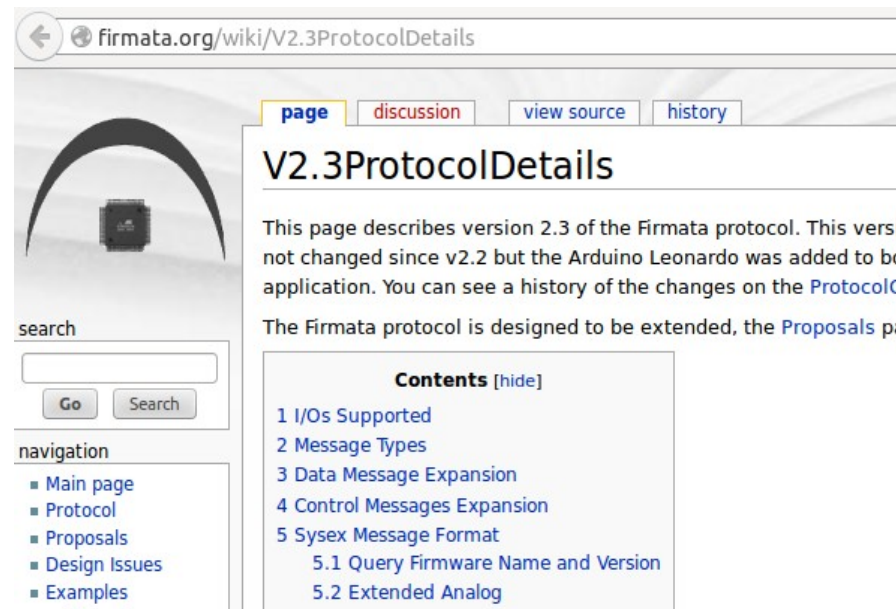 firmata.org/wiki/V2.3ProtocolDetails
page discussion view source history
V2.3ProtocolDetails
This page describes version 2.3 of the Firmata protocol. This vers
not changed since v2.2 but the Arduino Leonardo was added to bo
application. You can see a history of the changes on the ProtocolC
The Firmata protocol is designed to be extended, the Proposals pa
search
Go Search
navigation
Main page
Protocol
Proposals
Design Issues
Examples
Contents [hide]
1 I/Os Supported
2 Message Types
3 Data Message Expansion
4 Control Messages Expansion
5 Sysex Message Format
5.1 Query Firmware Name and Version
5.2 Extended Analog